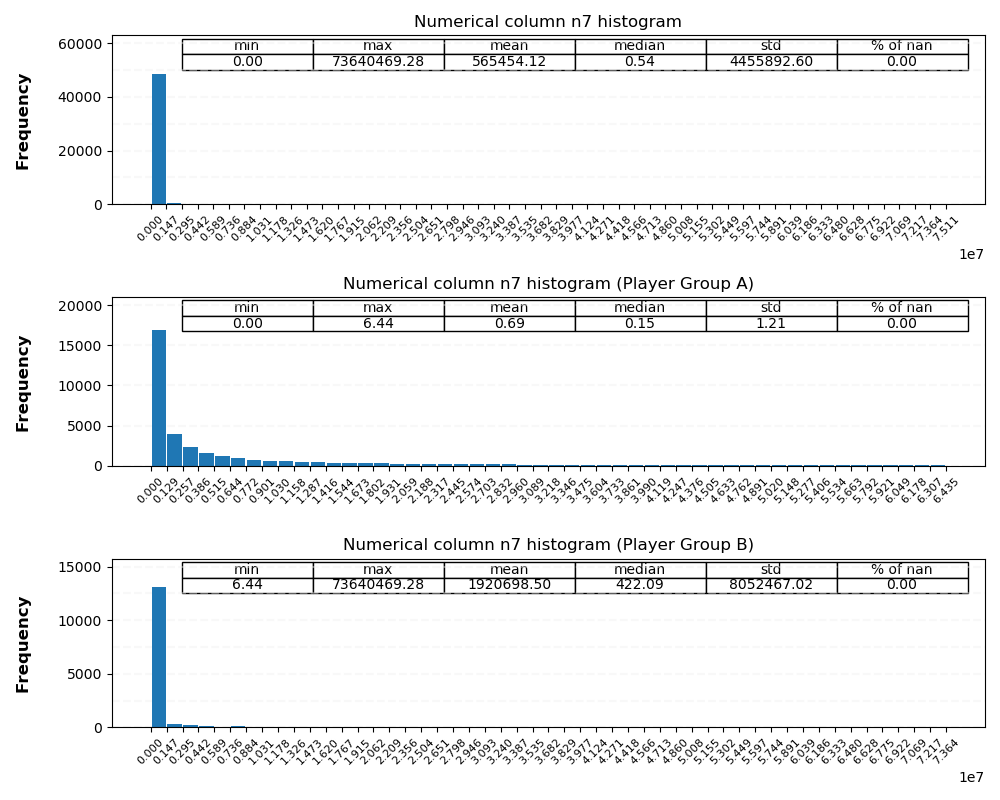 Numerical column n7 histogram
min max mean median std % of nan
0.00 73640469.28 565454.12 0.54 4455892.60 0.00
Frequency
60000
40000
20000
0
0.000 0.147 0.295 0.442 0.589 0.736 0.884 1.031 1.178 1.326 1.473 1.620 1.767 1.915 2.062 2.209 2.356 2.504 2.651 2.798 2.946 3.093 3.240 3.387 3.535 3.682 3.829 3.977 4.124 4.271 4.418 4.566 4.713 4.860 5.008 5.155 5.302 5.449 5.597 5.744 5.891 6.039 6.186 6.333 6.480 6.628 6.775 6.922 7.069 7.217 7.364 7.511
1e7
Numerical column n7 histogram (Player Group A)
min max mean median std % of nan
0.00 6.44 0.69 0.15 1.21 0.00
Frequency
20000
15000
10000
5000
0
0.000 0.129 0.257 0.386 0.515 0.644 0.772 0.901 1.030 1.158 1.287 1.416 1.544 1.673 1.802 1.931 2.059 2.188 2.317 2.445 2.574 2.703 2.832 2.960 3.089 3.218 3.346 3.475 3.604 3.733 3.861 3.990 4.119 4.247 4.376 4.505 4.633 4.762 4.891 5.020 5.148 5.277 5.406 5.534 5.663 5.792 5.921 6.049 6.178 6.307 6.435
Numerical column n7 histogram (Player Group B)
min max mean median std % of nan
6.44 73640469.28 1920698.50 422.09 8052467.02 0.00
Frequency
15000
10000
5000
0
0.000 0.147 0.295 0.442 0.589 0.736 0.884 1.031 1.178 1.326 1.473 1.620 1.767 1.915 2.062 2.209 2.356 2.504 2.651 2.798 2.946 3.093 3.240 3.387 3.535 3.682 3.829 3.977 4.124 4.271 4.418 4.566 4.713 4.860 5.008 5.155 5.302 5.449 5.597 5.744 5.891 6.039 6.186 6.333 6.480 6.628 6.775 6.922 7.069 7.217 7.364
1e7